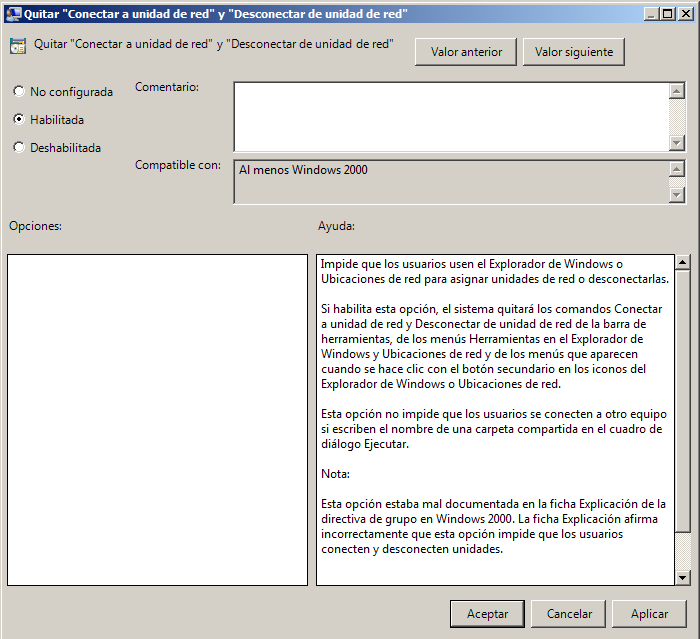 Quitar "Conectar a unidad de red" y "Desconectar de unidad de red"
Quitar "Conectar a unidad de red" y "Desconectar de unidad de red"
Valor anterior
Valor siguiente
No configurada
Habilitada
Deshabilitada
Comentario:
Compatible con:
Al menos Windows 2000
Opciones:
Ayuda:
Impide que los usuarios usen el Explorador de Windows o
Ubicaciones de red para asignar unidades de red o desconectarlas.
Si habilita esta opción, el sistema quitará los comandos Conectar
a unidad de red y Desconectar de unidad de red de la barra de
herramientas, de los menús Herramientas en el Explorador de
Windows y Ubicaciones de red y de los menús que aparecen
cuando se hace clic con el botón secundario en los iconos del
Explorador de Windows o Ubicaciones de red.
Esta opción no impide que los usuarios se conecten a otro equipo
si escriben el nombre de una carpeta compartida en el cuadro de
diálogo Ejecutar.
Nota:
Esta opción estaba mal documentada en la ficha Explicación de la
directiva de grupo en Windows 2000. La ficha Explicación afirma
incorrectamente que esta opción impide que los usuarios
conecten y desconecten unidades.
Aceptar
Cancelar
Aplicar